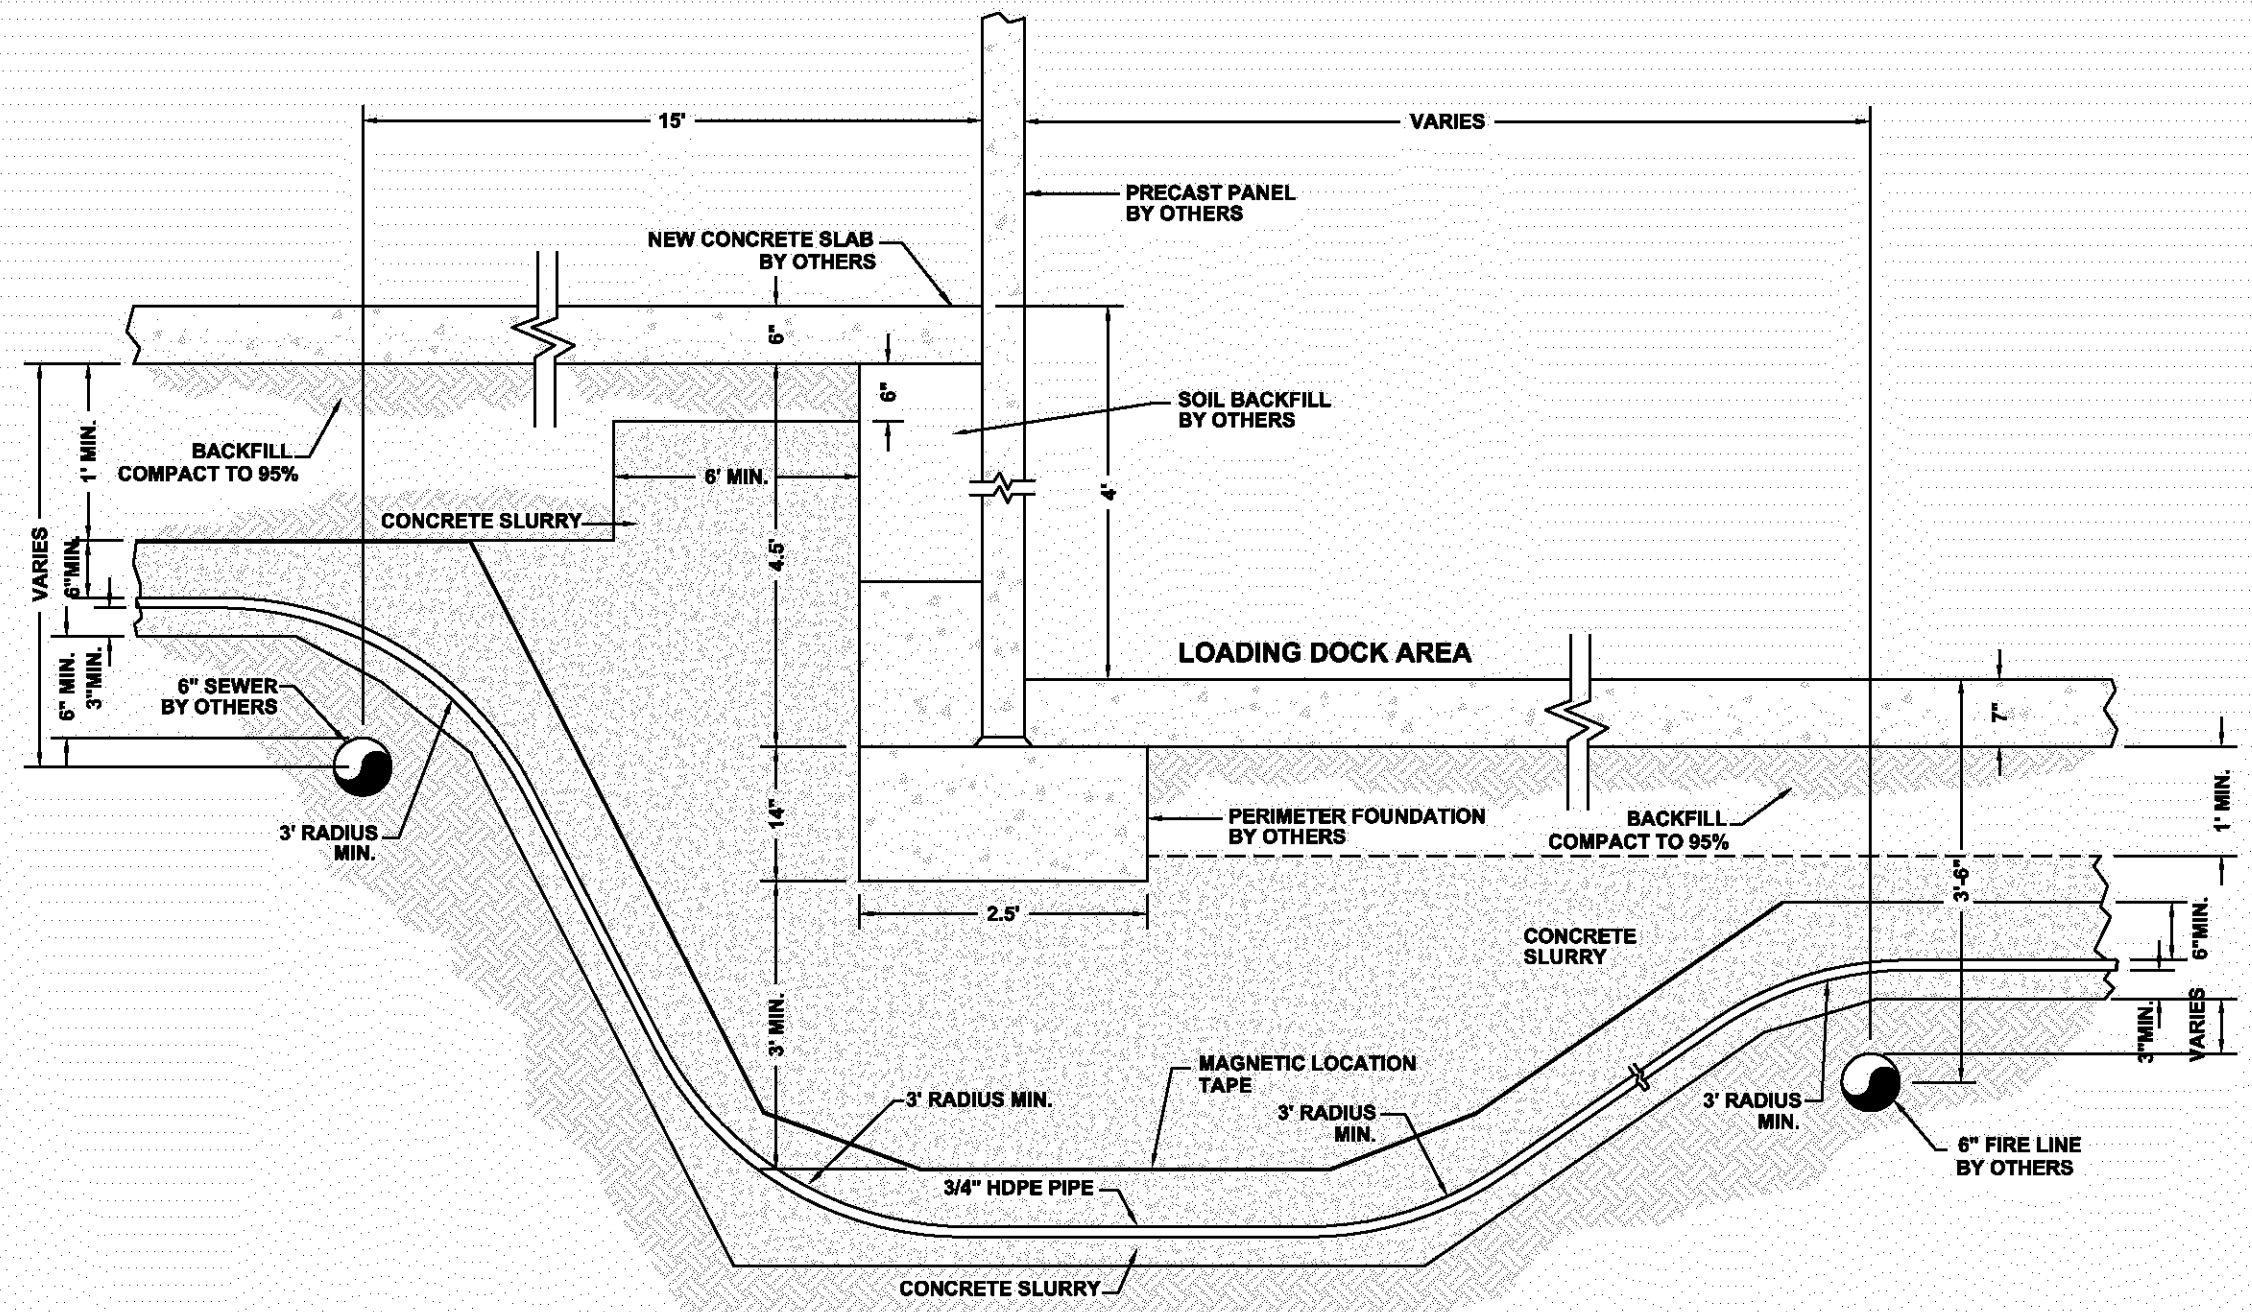 15'
VARIES
PRECAST PANEL
BY OTHERS
NEW CONCRETE SLAB
BY OTHERS
6"
6"
SOIL BACKFILL
BY OTHERS
BACKFILL
COMPACT TO 95%
1' MIN.
6' MIN.
4'
CONCRETE SLURRY
VARIES
6"MIN.
4.5'
LOADING DOCK AREA
6" MIN.
3"MIN.
6" SEWER
BY OTHERS
7"
3' RADIUS
MIN.
14"
PERIMETER FOUNDATION
BY OTHERS
BACKFILL
COMPACT TO 95%
1' MIN.
3'-6"
2.5'
CONCRETE
SLURRY
6"MIN.
3' MIN.
3"MIN.
VARIES
MAGNETIC LOCATION
TAPE
3' RADIUS MIN.
3' RADIUS
MIN.
3' RADIUS
MIN.
6" FIRE LINE
BY OTHERS
3/4" HDPE PIPE
CONCRETE SLURRY